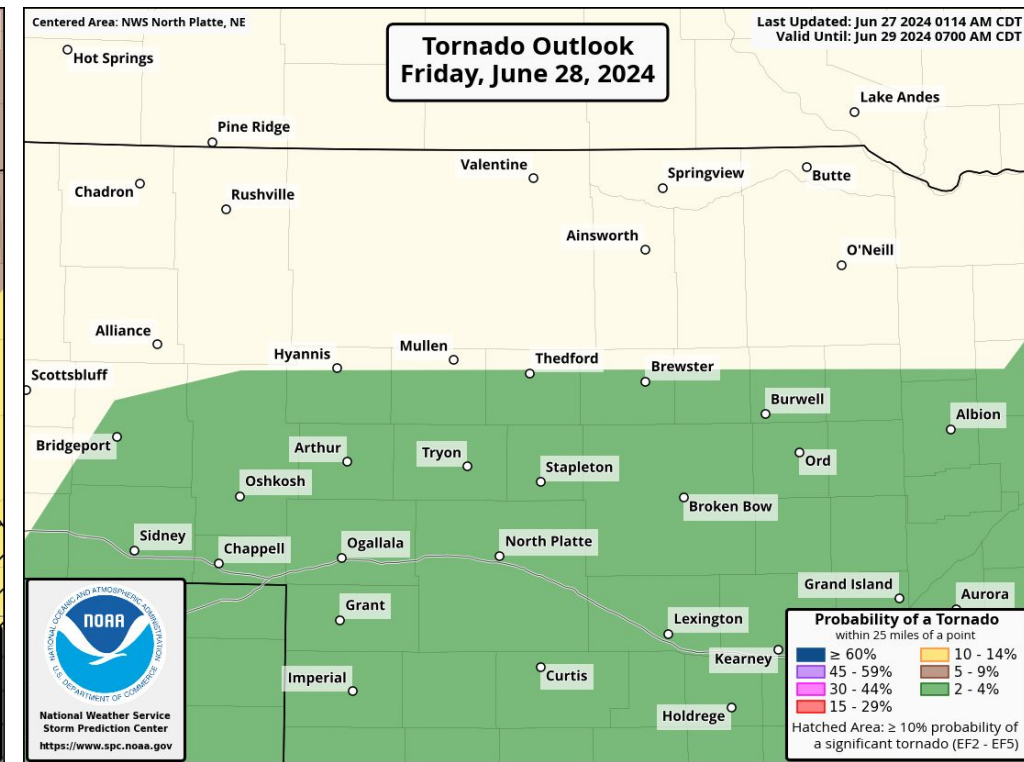 Centered Area: NWS North Platte, NE
Tornado Outlook
Friday, June 28, 2024
Last Updated: Jun 27 2024 0114 AM CDT
Valid Until: Jun 29 2024 0700 AM CDT
Hot Springs
Lake Andes
Pine Ridge
Valentine
Springview
Butte
Chadron
Rushville
Ainsworth
O'Neill
Alliance
Hyannis
Mullen
Thedford
Brewster
Scottsbluff
Burwell
Albion
Bridgeport
Arthur
Tryon
Stapleton
Ord
Oshkosh
Broken Bow
Sidney
Chappell
Ogallala
North Platte
Grand Island
Aurora
Grant
Lexington
Kearney
Imperial
Curtis
Holdrege
NATIONAL OCEANIC AND ATMOSPHERIC ADMINISTRATION
NOAA
U.S. DEPARTMENT OF COMMERCE
National Weather Service
Storm Prediction Center
https://www.spc.noaa.gov
Probability of a Tornado
within 25 miles of a point
≥ 60%
45 - 59%
30 - 44%
15 - 29%
10 - 14%
5 - 9%
2 - 4%
Hatched Area: ≥ 10% probability of
a significant tornado (EF2 - EF5)